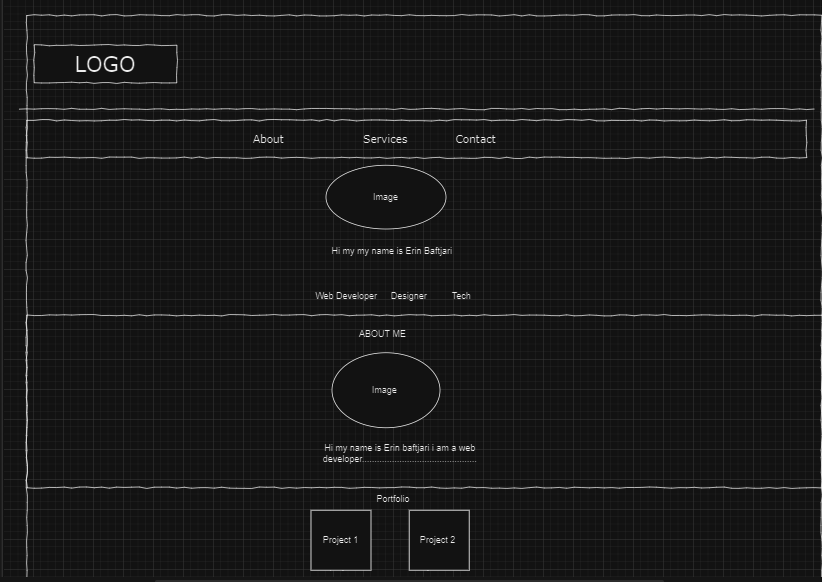 LOGO
About Services Contact
Image
Hi my my name is Erin Baftjari
Web Developer Designer Tech
ABOUT ME
Image
Hi my name is Erin baftjari i am a web
developer..................................................
Portfolio
Project 1 Project 2